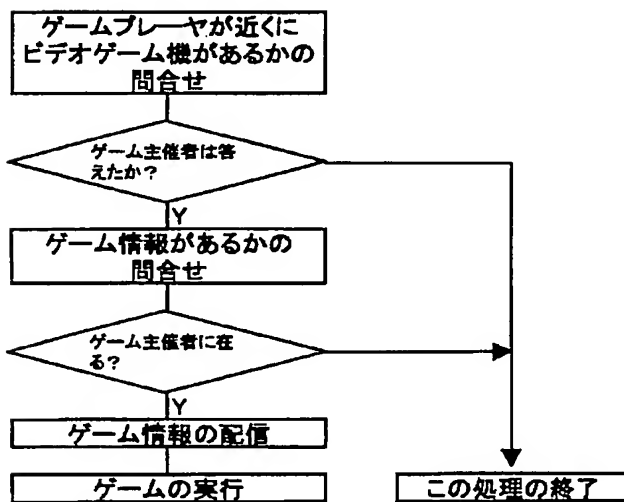 ゲームプレーヤが近くに
ビデオゲーム機があるかの
問合せ
ゲーム主催者は答
えたか？
Y
ゲーム情報があるかの
問合せ
ゲーム主催者に在
る？
Y
ゲーム情報の配信
ゲームの実行
この処理の終了